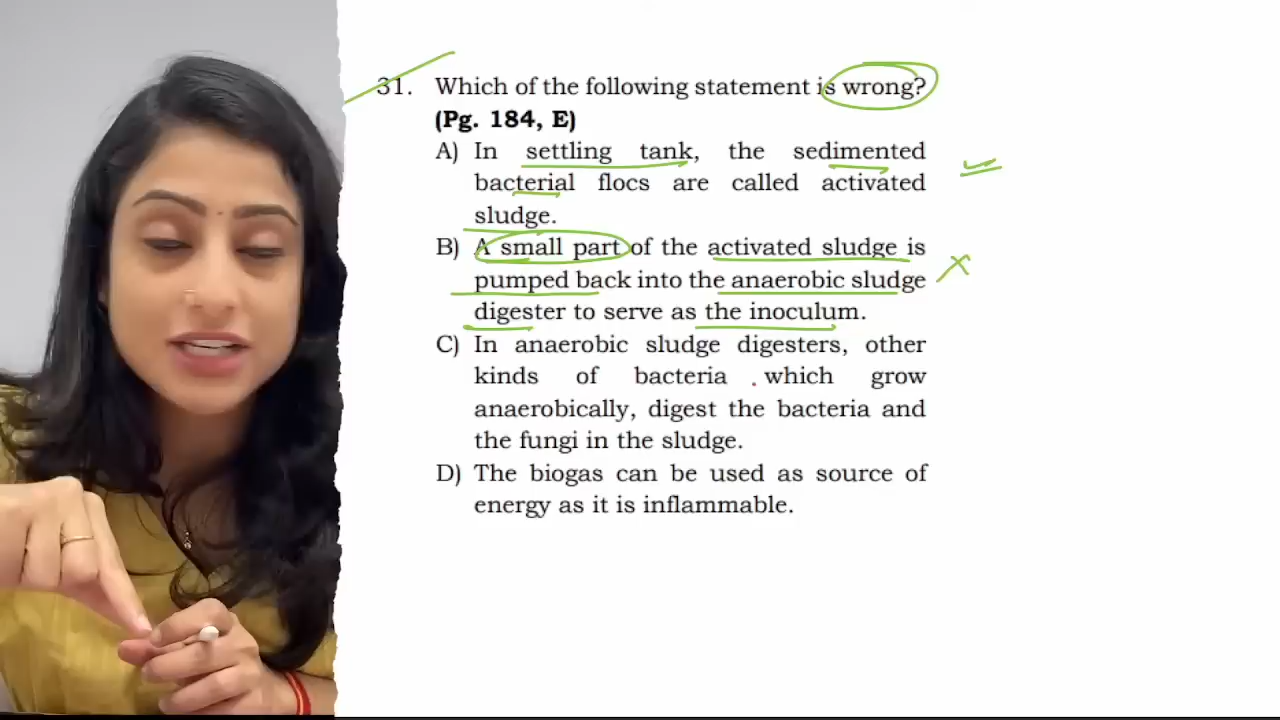 31. Which of the following statement is wrong?
(Pg. 184, E)
A) In settling tank, the sedimented
bacterial flocs are called activated
sludge.
B) A small part of the activated sludge is
pumped back into the anaerobic sludge
digester to serve as the inoculum.
C) In anaerobic sludge digesters, other
kinds of bacteria which grow
anaerobically, digest the bacteria and
the fungi in the sludge.
D) The biogas can be used as source of
energy as it is inflammable.